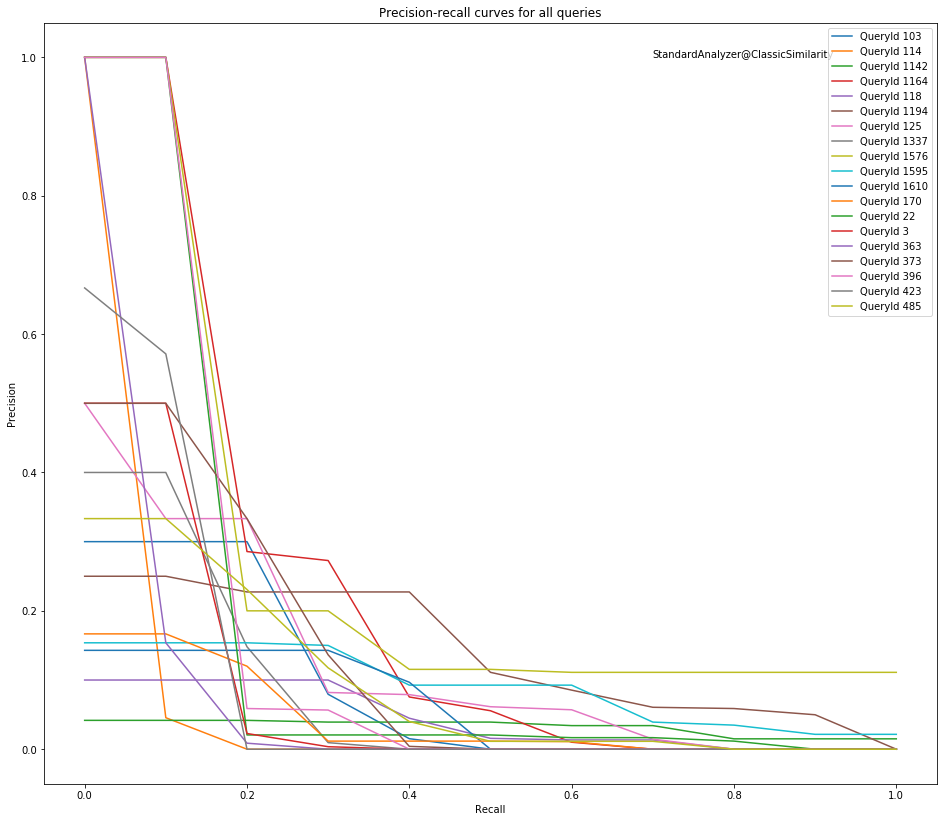 Precision-recall curves for all queries
StandardAnalyzer@ClassicSimilarity
QueryId 103
QueryId 114
QueryId 1142
QueryId 1164
QueryId 118
QueryId 1194
QueryId 125
QueryId 1337
QueryId 1576
QueryId 1595
QueryId 1610
QueryId 170
QueryId 22
QueryId 3
QueryId 363
QueryId 373
QueryId 396
QueryId 423
QueryId 485
Precision
1.0
0.8
0.6
0.4
0.2
0.0
0.0 0.2 0.4 0.6 0.8 1.0
Recall